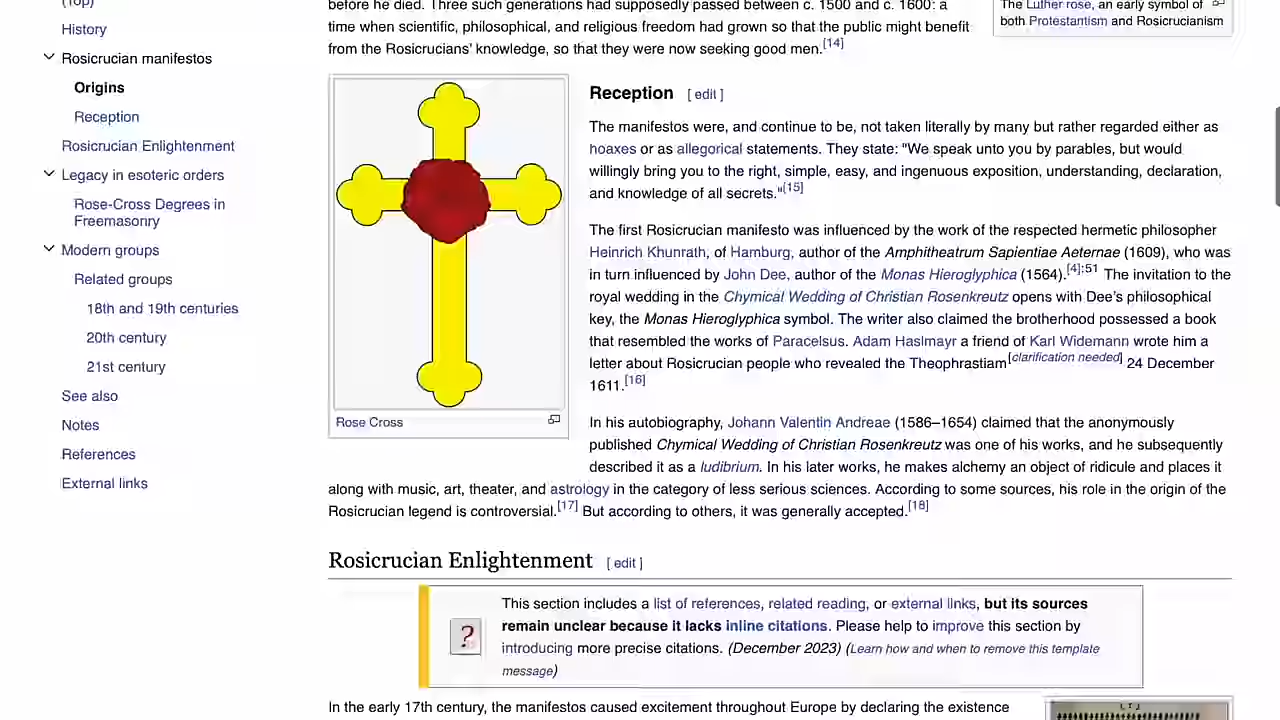 (Top)
History
Rosicrucian manifestos
Origins
Reception
Rosicrucian Enlightenment
Legacy in esoteric orders
Rose-Cross Degrees in
Freemasonry
Modern groups
Related groups
18th and 19th centuries
20th century
21st century
See also
Notes
References
External links
before he died. Three such generations had supposedly passed between c. 1500 and c. 1600: a
time when scientific, philosophical, and religious freedom had grown so that the public might benefit
from the Rosicrucians' knowledge, so that they were now seeking good men.[14]
The Luther rose, an early symbol of
both Protestantism and Rosicrucianism
Rose Cross
Reception [ edit ]
The manifestos were, and continue to be, not taken literally by many but rather regarded either as
hoaxes or as allegorical statements. They state: "We speak unto you by parables, but would
willingly bring you to the right, simple, easy, and ingenuous exposition, understanding, declaration,
and knowledge of all secrets."[15]
The first Rosicrucian manifesto was influenced by the work of the respected hermetic philosopher
Heinrich Khunrath, of Hamburg, author of the Amphitheatrum Sapientiae Aeternae (1609), who was
in turn influenced by John Dee, author of the Monas Hieroglyphica (1564).[4]:51 The invitation to the
royal wedding in the Chymical Wedding of Christian Rosenkreutz opens with Dee's philosophical
key, the Monas Hieroglyphica symbol. The writer also claimed the brotherhood possessed a book
that resembled the works of Paracelsus. Adam Haslmayr a friend of Karl Widemann wrote him a
letter about Rosicrucian people who revealed the Theophrastiam[clarification needed] 24 December
1611.[16]
In his autobiography, Johann Valentin Andreae (1586–1654) claimed that the anonymously
published Chymical Wedding of Christian Rosenkreutz was one of his works, and he subsequently
described it as a ludibrium. In his later works, he makes alchemy an object of ridicule and places it
along with music, art, theater, and astrology in the category of less serious sciences. According to some sources, his role in the origin of the
Rosicrucian legend is controversial.[17] But according to others, it was generally accepted.[18]
Rosicrucian Enlightenment [ edit ]
?
This section includes a list of references, related reading, or external links, but its sources
remain unclear because it lacks inline citations. Please help to improve this section by
introducing more precise citations. (December 2023) (Learn how and when to remove this template
message)
In the early 17th century, the manifestos caused excitement throughout Europe by declaring the existence